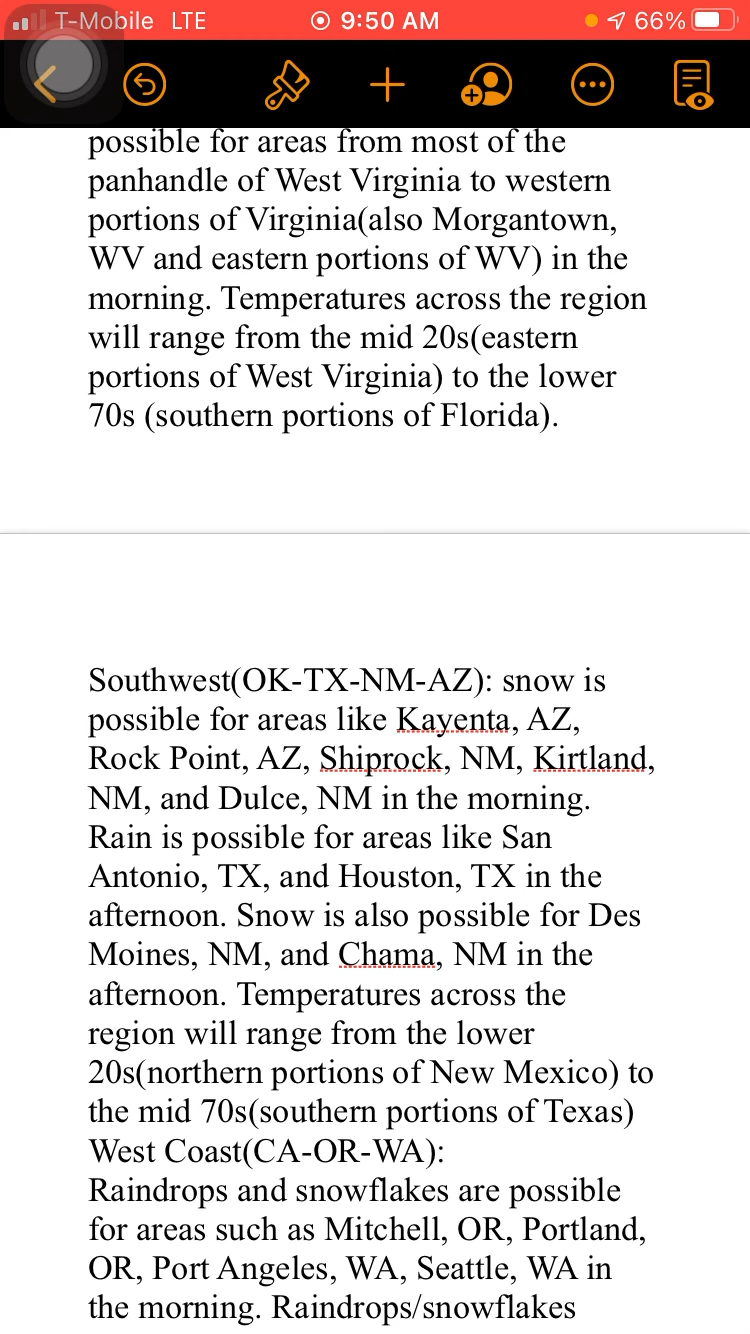 T-Mobile LTE 9:50 AM 66%
possible for areas from most of the
panhandle of West Virginia to western
portions of Virginia(also Morgantown,
WV and eastern portions of WV) in the
morning. Temperatures across the region
will range from the mid 20s(eastern
portions of West Virginia) to the lower
70s (southern portions of Florida).
Southwest(OK-TX-NM-AZ): snow is
possible for areas like Kayenta, AZ,
Rock Point, AZ, Shiprock, NM, Kirtland,
NM, and Dulce, NM in the morning.
Rain is possible for areas like San
Antonio, TX, and Houston, TX in the
afternoon. Snow is also possible for Des
Moines, NM, and Chama, NM in the
afternoon. Temperatures across the
region will range from the lower
20s(northern portions of New Mexico) to
the mid 70s(southern portions of Texas)
West Coast(CA-OR-WA):
Raindrops and snowflakes are possible
for areas such as Mitchell, OR, Portland,
OR, Port Angeles, WA, Seattle, WA in
the morning. Raindrops/snowflakes